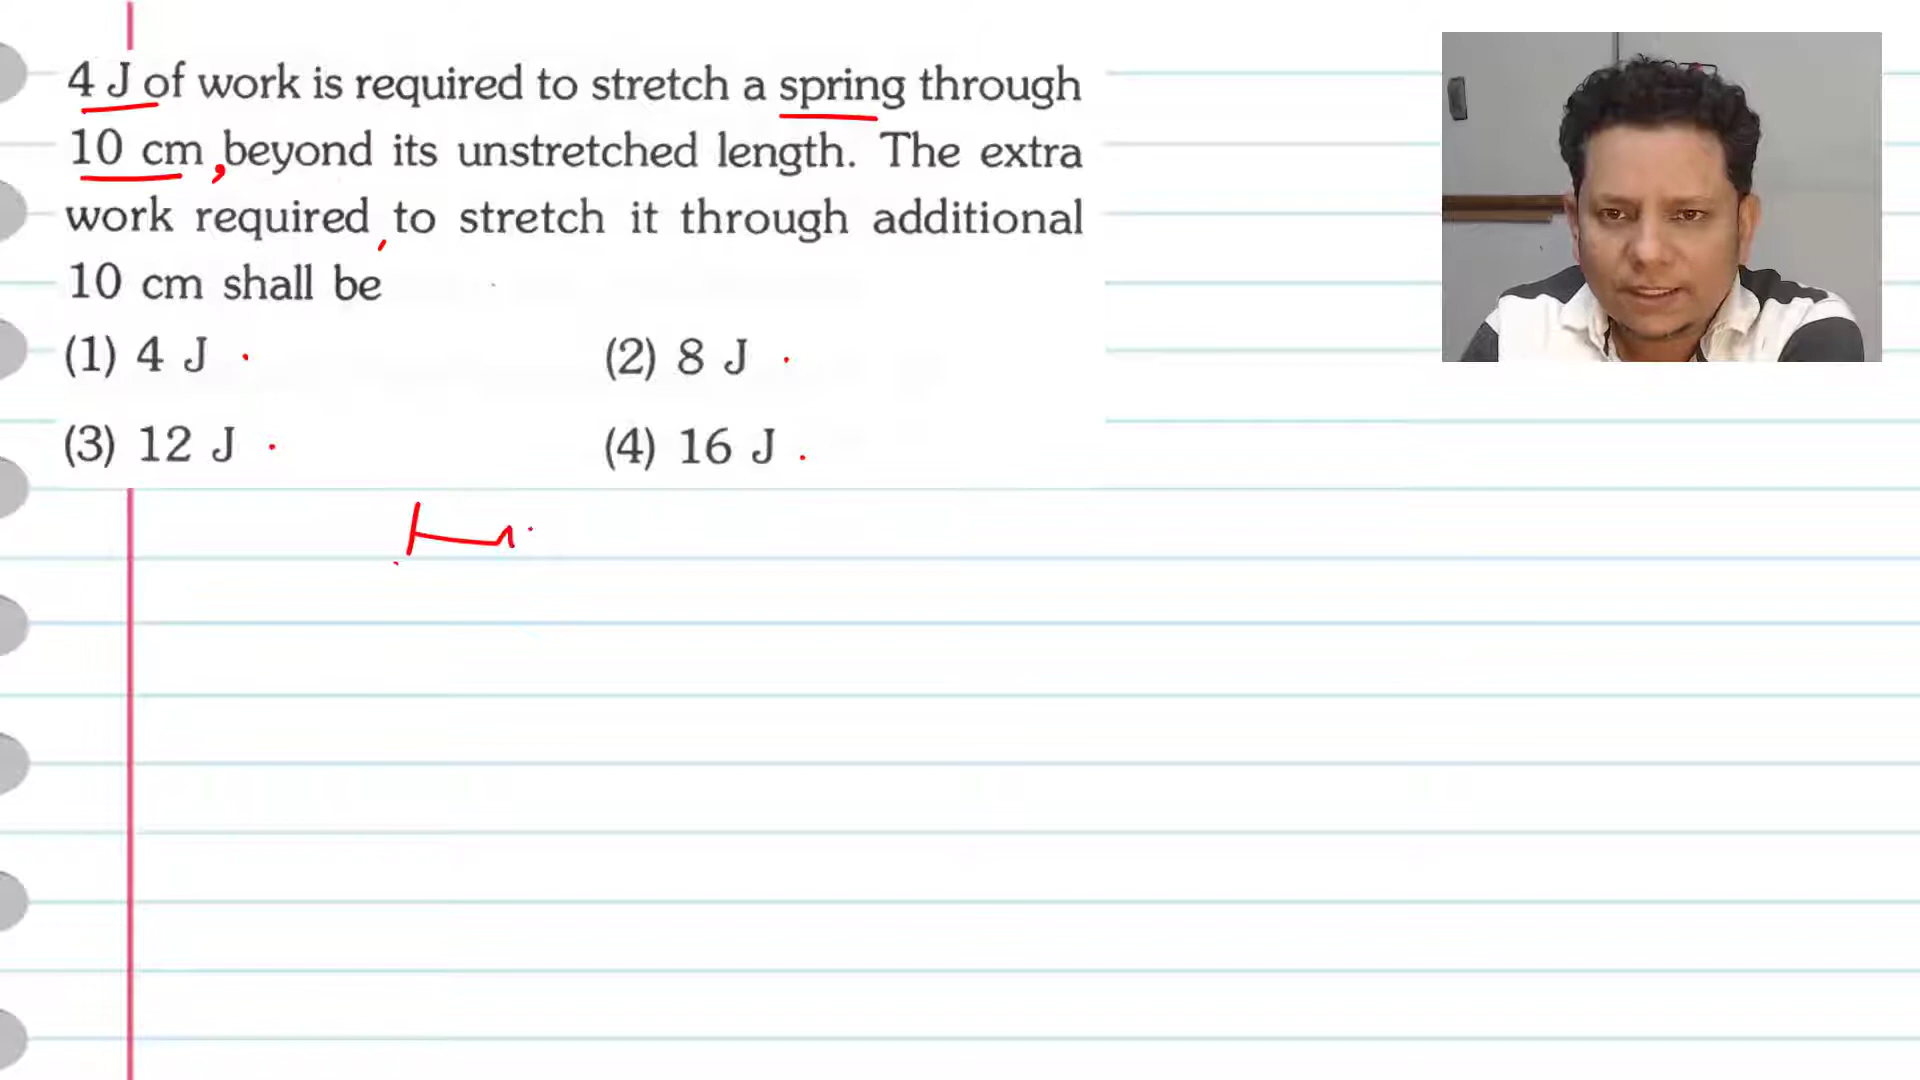 4 J of work is required to stretch a spring through
10 cm, beyond its unstretched length. The extra
work required, to stretch it through additional
10 cm shall be
(1) 4 J (2) 8 J
(3) 12 J (4) 16 J